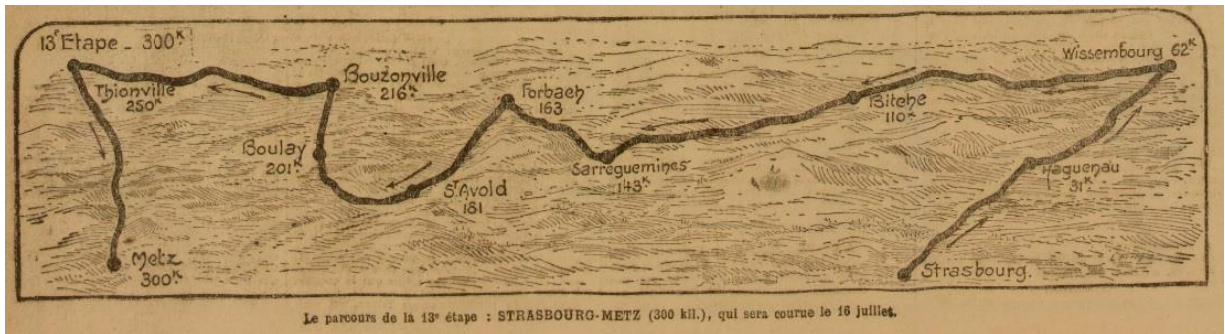 13e Etape _ 300K
Wissembourg 62K
Thionville
250K
Bouzonville
216K
Forbach
163
Bitche
110K
Boulay
201K
St Avold
181
Sarreguemines
143K
Haguenau
31K
Metz
300K
Strasbourg.
Le parcours de la 13e étape : STRASBOURG-METZ (300 kil.), qui sera courue le 16 juillet.